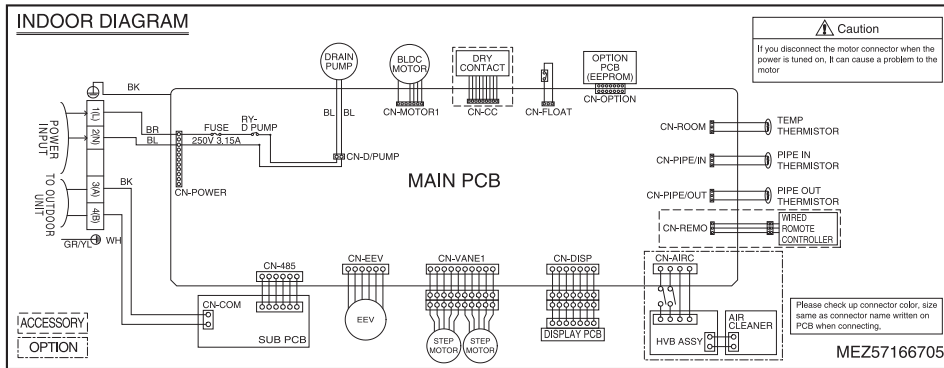 INDOOR DIAGRAM
Caution
If you disconnect the motor connector when the
power is tuned on, It can cause a problem to the
motor
DRAIN
PUMP
BLDC
MOTOR
DRY
CONTACT
OPTION
PCB
(EEPROM)
BL
BL
CN-MOTOR1
CN-CC
CN-FLOAT
CN-OPTION
BK
1(L)
2(N)
3(A)
4(B)
POWER
INPUT
TO OUTDOOR
UNIT
BR
BL
FUSE
250V 3.15A
RY-
D PUMP
CN-D/PUMP
CN-POWER
BK
GR/YL
WH
MAIN PCB
CN-ROOM
TEMP
THERMISTOR
CN-PIPE/IN
PIPE IN
THERMISTOR
CN-PIPE/OUT
PIPE OUT
THERMISTOR
CN-REMO
WIRED
ROMOTE
CONTROLLER
CN-485
CN-EEV
CN-VANE1
CN-DISP
CN-AIRC
CN-COM
SUB PCB
EEV
STEP
MOTOR
STEP
MOTOR
DISPLAY PCB
HVB ASSY
AIR
CLEANER
ACCESSORY
OPTION
Please check up connector color, size
same as connector name written on
PCB when connecting,
MEZ57166705